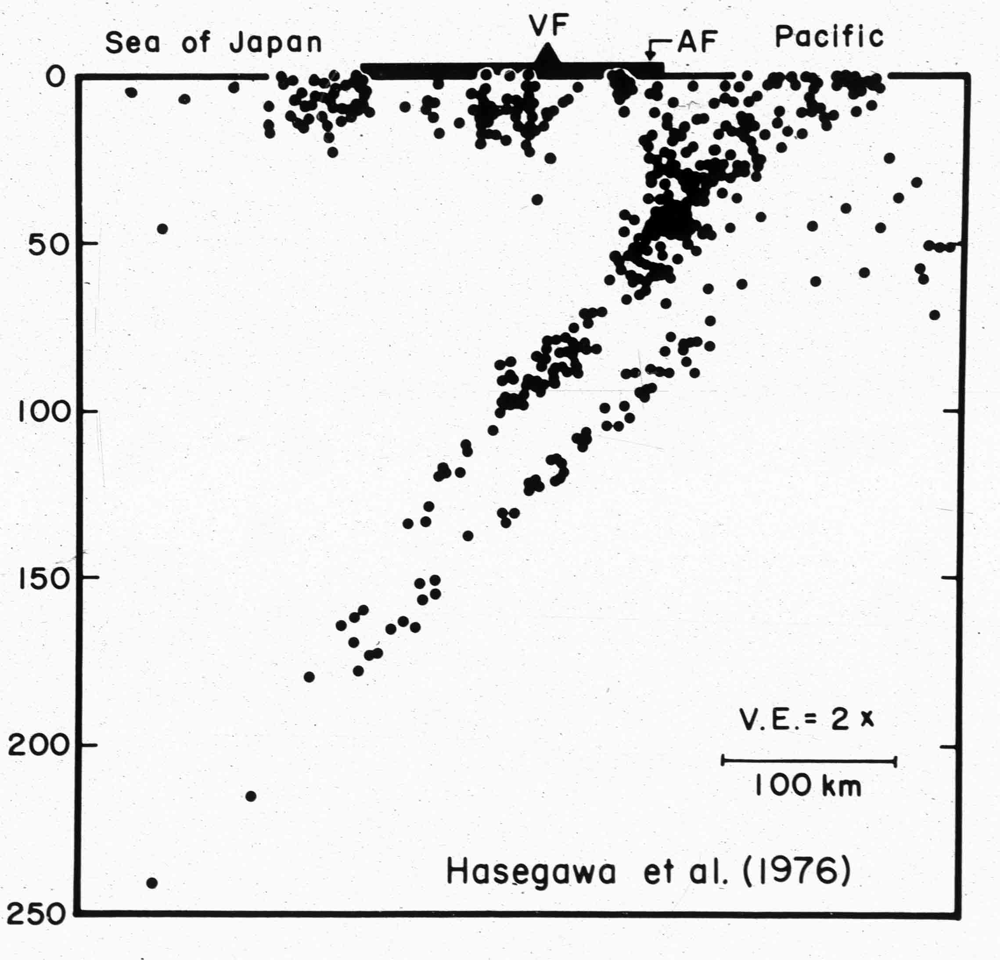 VF
Sea of Japan
AF
Pacific
0
50
100
150
200
250
V.E.= 2 x
100 km
Hasegawa et al. (1976)